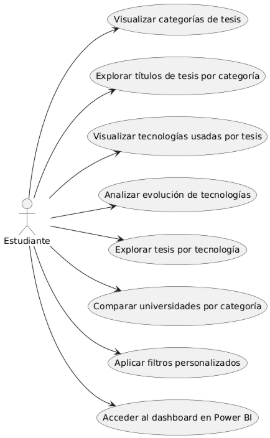 Visualizar categorías de tesis
Explorar títulos de tesis por categoría
Visualizar tecnologías usadas por tesis
Analizar evolución de tecnologías
Estudiante
Explorar tesis por tecnología
Comparar universidades por categoría
Aplicar filtros personalizados
Acceder al dashboard en Power BI